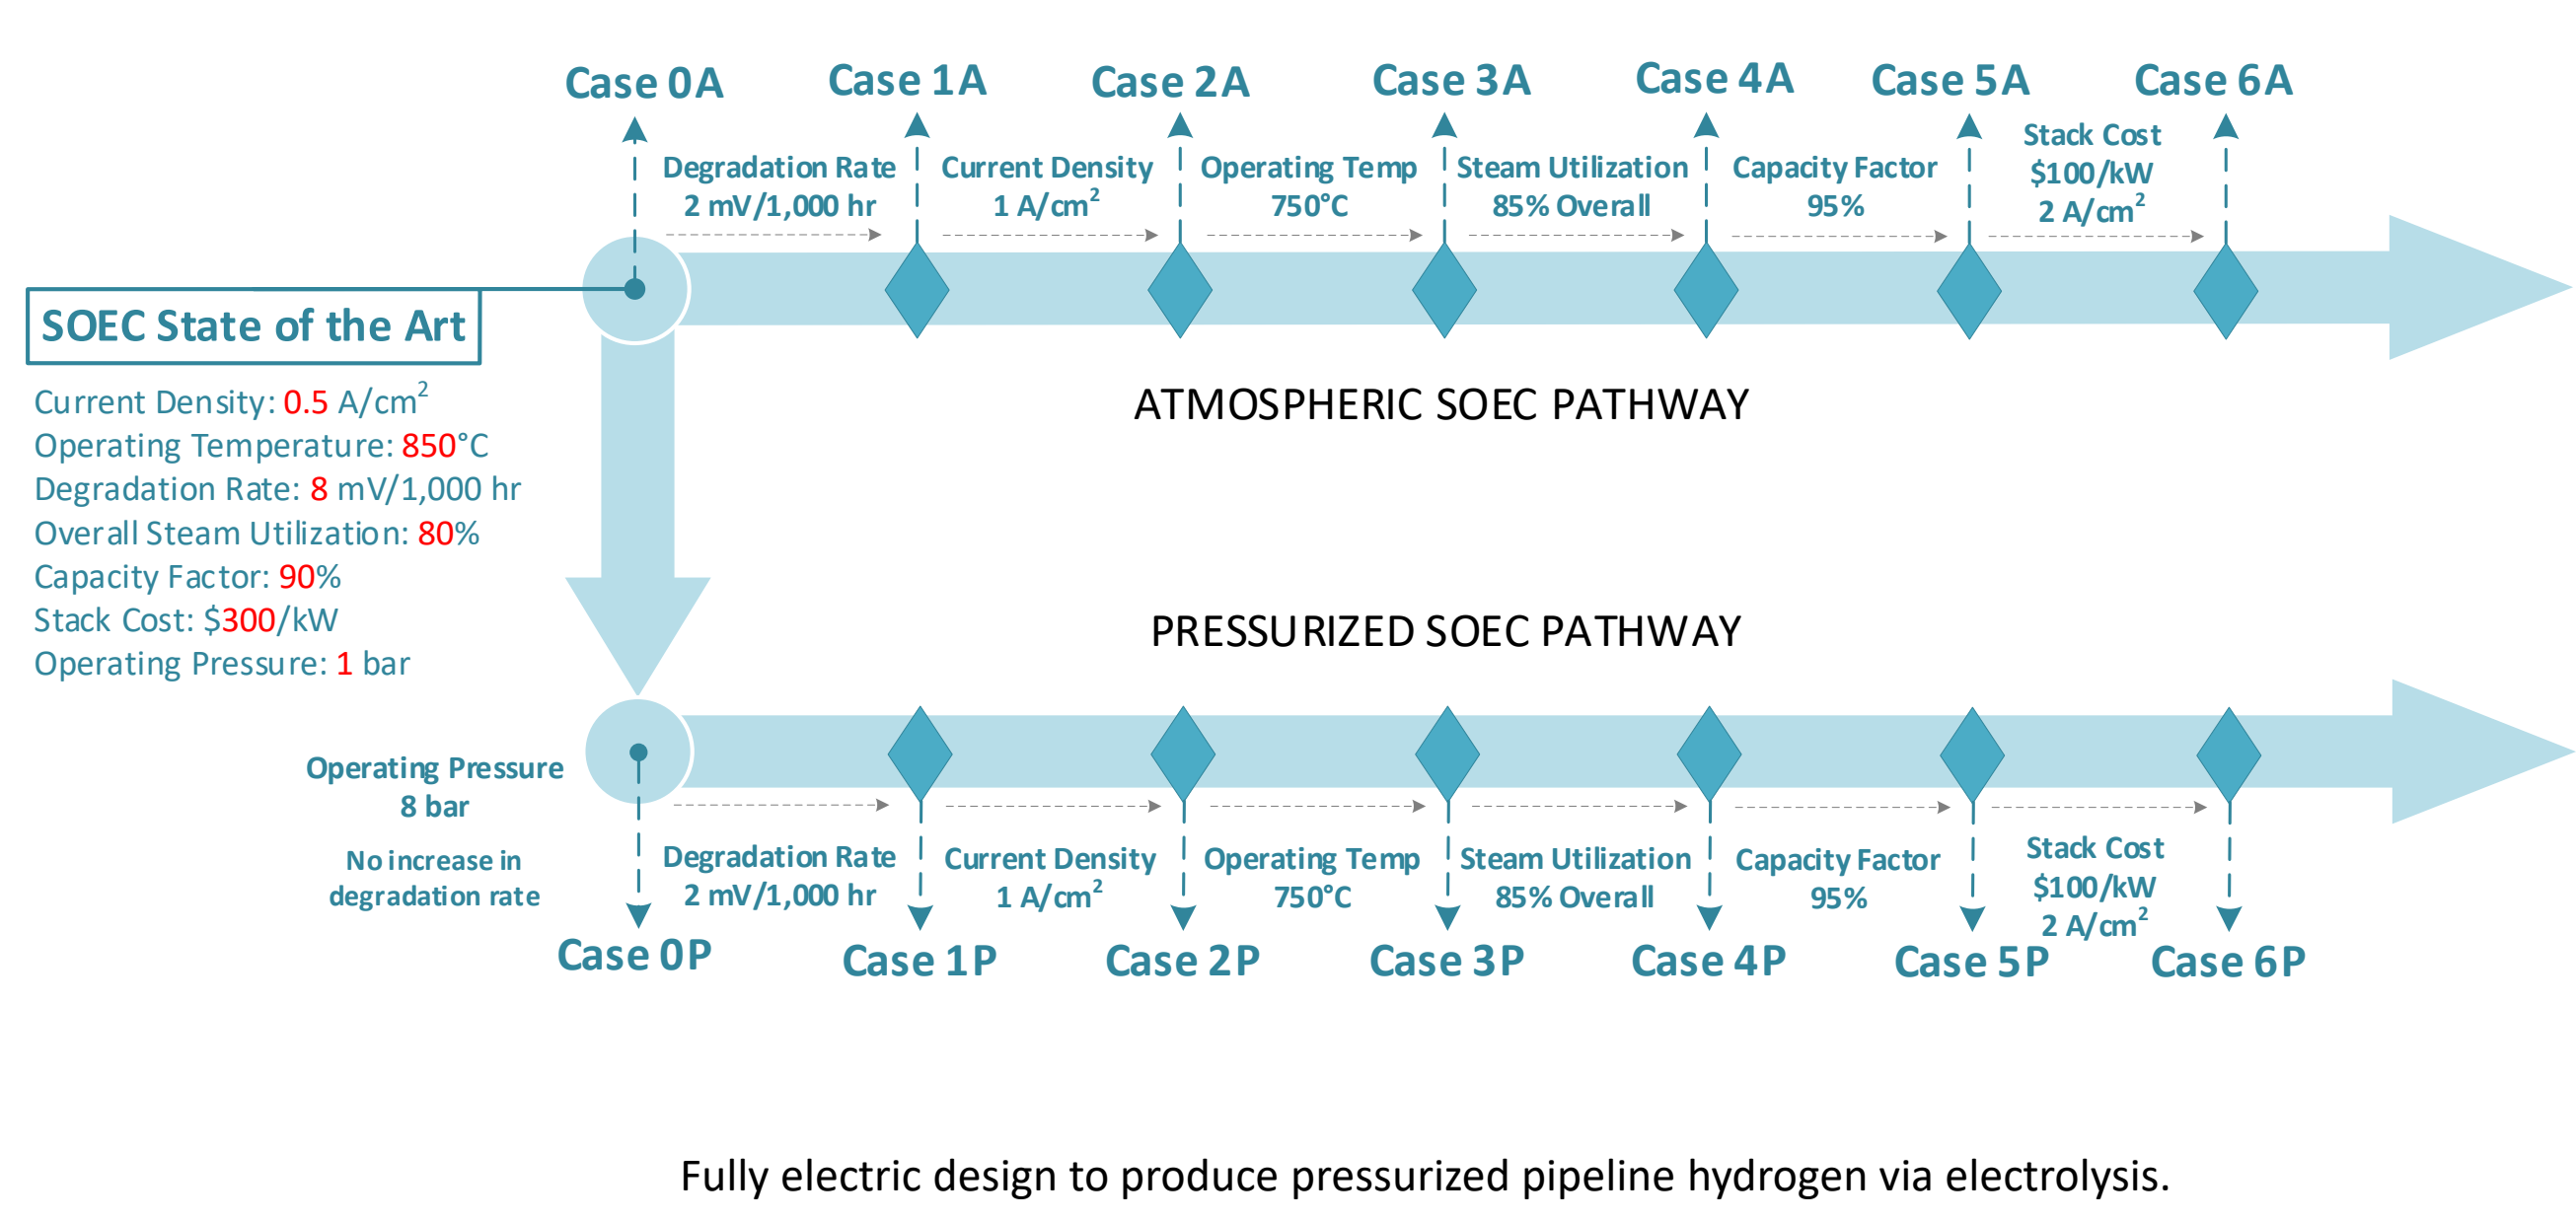 Case 0A
Case 1A
Case 2A
Case 3A
Case 4A
Case 5A
Case 6A
Degradation Rate
2 mV/1,000 hr
Current Density
1 A/cm²
Operating Temp
750°C
Steam Utilization
85% Overall
Capacity Factor
95%
Stack Cost
$100/kW
2 A/cm²
SOEC State of the Art
Current Density: 0.5 A/cm²
Operating Temperature: 850°C
Degradation Rate: 8 mV/1,000 hr
Overall Steam Utilization: 80%
Capacity Factor: 90%
Stack Cost: $300/kW
Operating Pressure: 1 bar
ATMOSPHERIC SOEC PATHWAY
PRESSURIZED SOEC PATHWAY
Operating Pressure
8 bar
No increase in
degradation rate
Degradation Rate
2 mV/1,000 hr
Current Density
1 A/cm²
Operating Temp
750°C
Steam Utilization
85% Overall
Capacity Factor
95%
Stack Cost
$100/kW
2 A/cm²
Case 0P
Case 1P
Case 2P
Case 3P
Case 4P
Case 5P
Case 6P
Fully electric design to produce pressurized pipeline hydrogen via electrolysis.